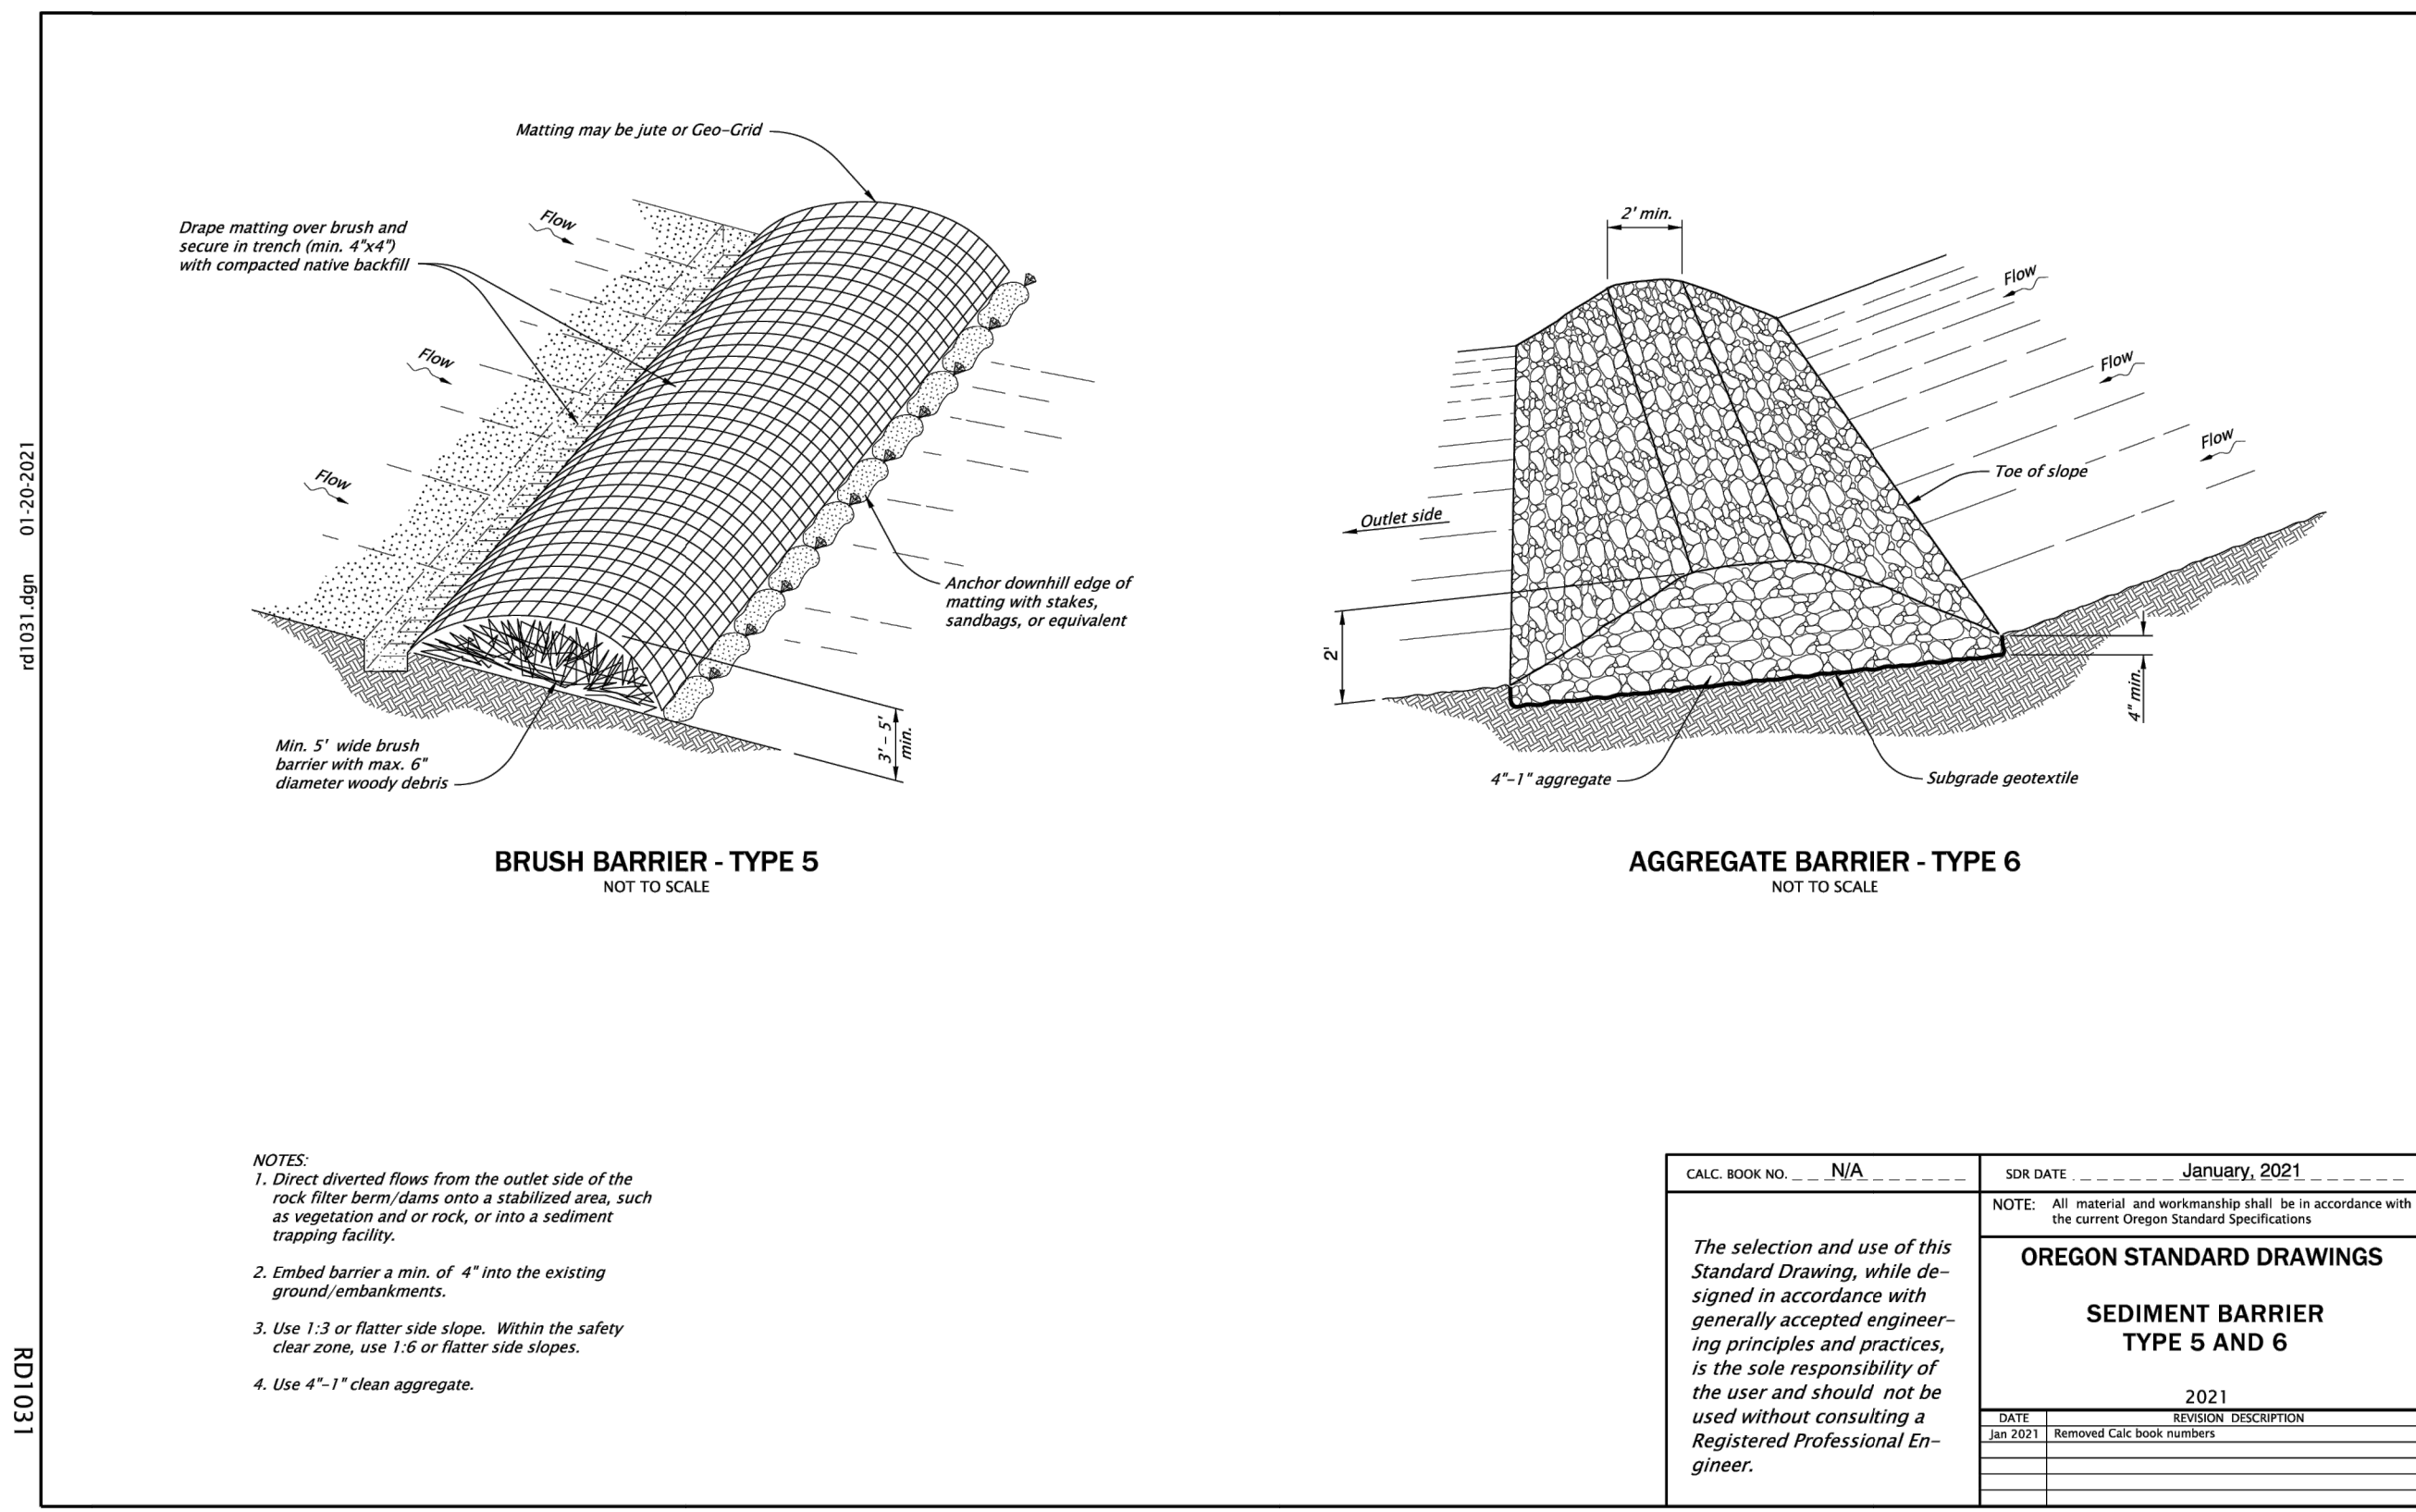 Matting may be jute or Geo-Grid
Drape matting over brush and
secure in trench (min. 4"x4")
with compacted native backfill
Flow
Flow
Flow
Anchor downhill edge of
matting with stakes,
sandbags, or equivalent
Min. 5' wide brush
barrier with max. 6"
diameter woody debris
3' - 5'
min.
BRUSH BARRIER - TYPE 5
NOT TO SCALE
2' min.
Flow
Flow
Flow
Toe of slope
Outlet side
2'
4" min.
4"-1" aggregate
Subgrade geotextile
AGGREGATE BARRIER - TYPE 6
NOT TO SCALE
rd1031.dgn 01-20-2021
RD1031
NOTES:
1. Direct diverted flows from the outlet side of the
rock filter berm/dams onto a stabilized area, such
as vegetation and or rock, or into a sediment
trapping facility.
2. Embed barrier a min. of 4" into the existing
ground/embankments.
3. Use 1:3 or flatter side slope. Within the safety
clear zone, use 1:6 or flatter side slopes.
4. Use 4"-1" clean aggregate.
CALC. BOOK NO. N/A
SDR DATE January, 2021
NOTE: All material and workmanship shall be in accordance with
the current Oregon Standard Specifications
The selection and use of this
Standard Drawing, while de-
signed in accordance with
generally accepted engineer-
ing principles and practices,
is the sole responsibility of
the user and should not be
used without consulting a
Registered Professional En-
gineer.
OREGON STANDARD DRAWINGS
SEDIMENT BARRIER
TYPE 5 AND 6
2021
DATE REVISION DESCRIPTION
Jan 2021 Removed Calc book numbers